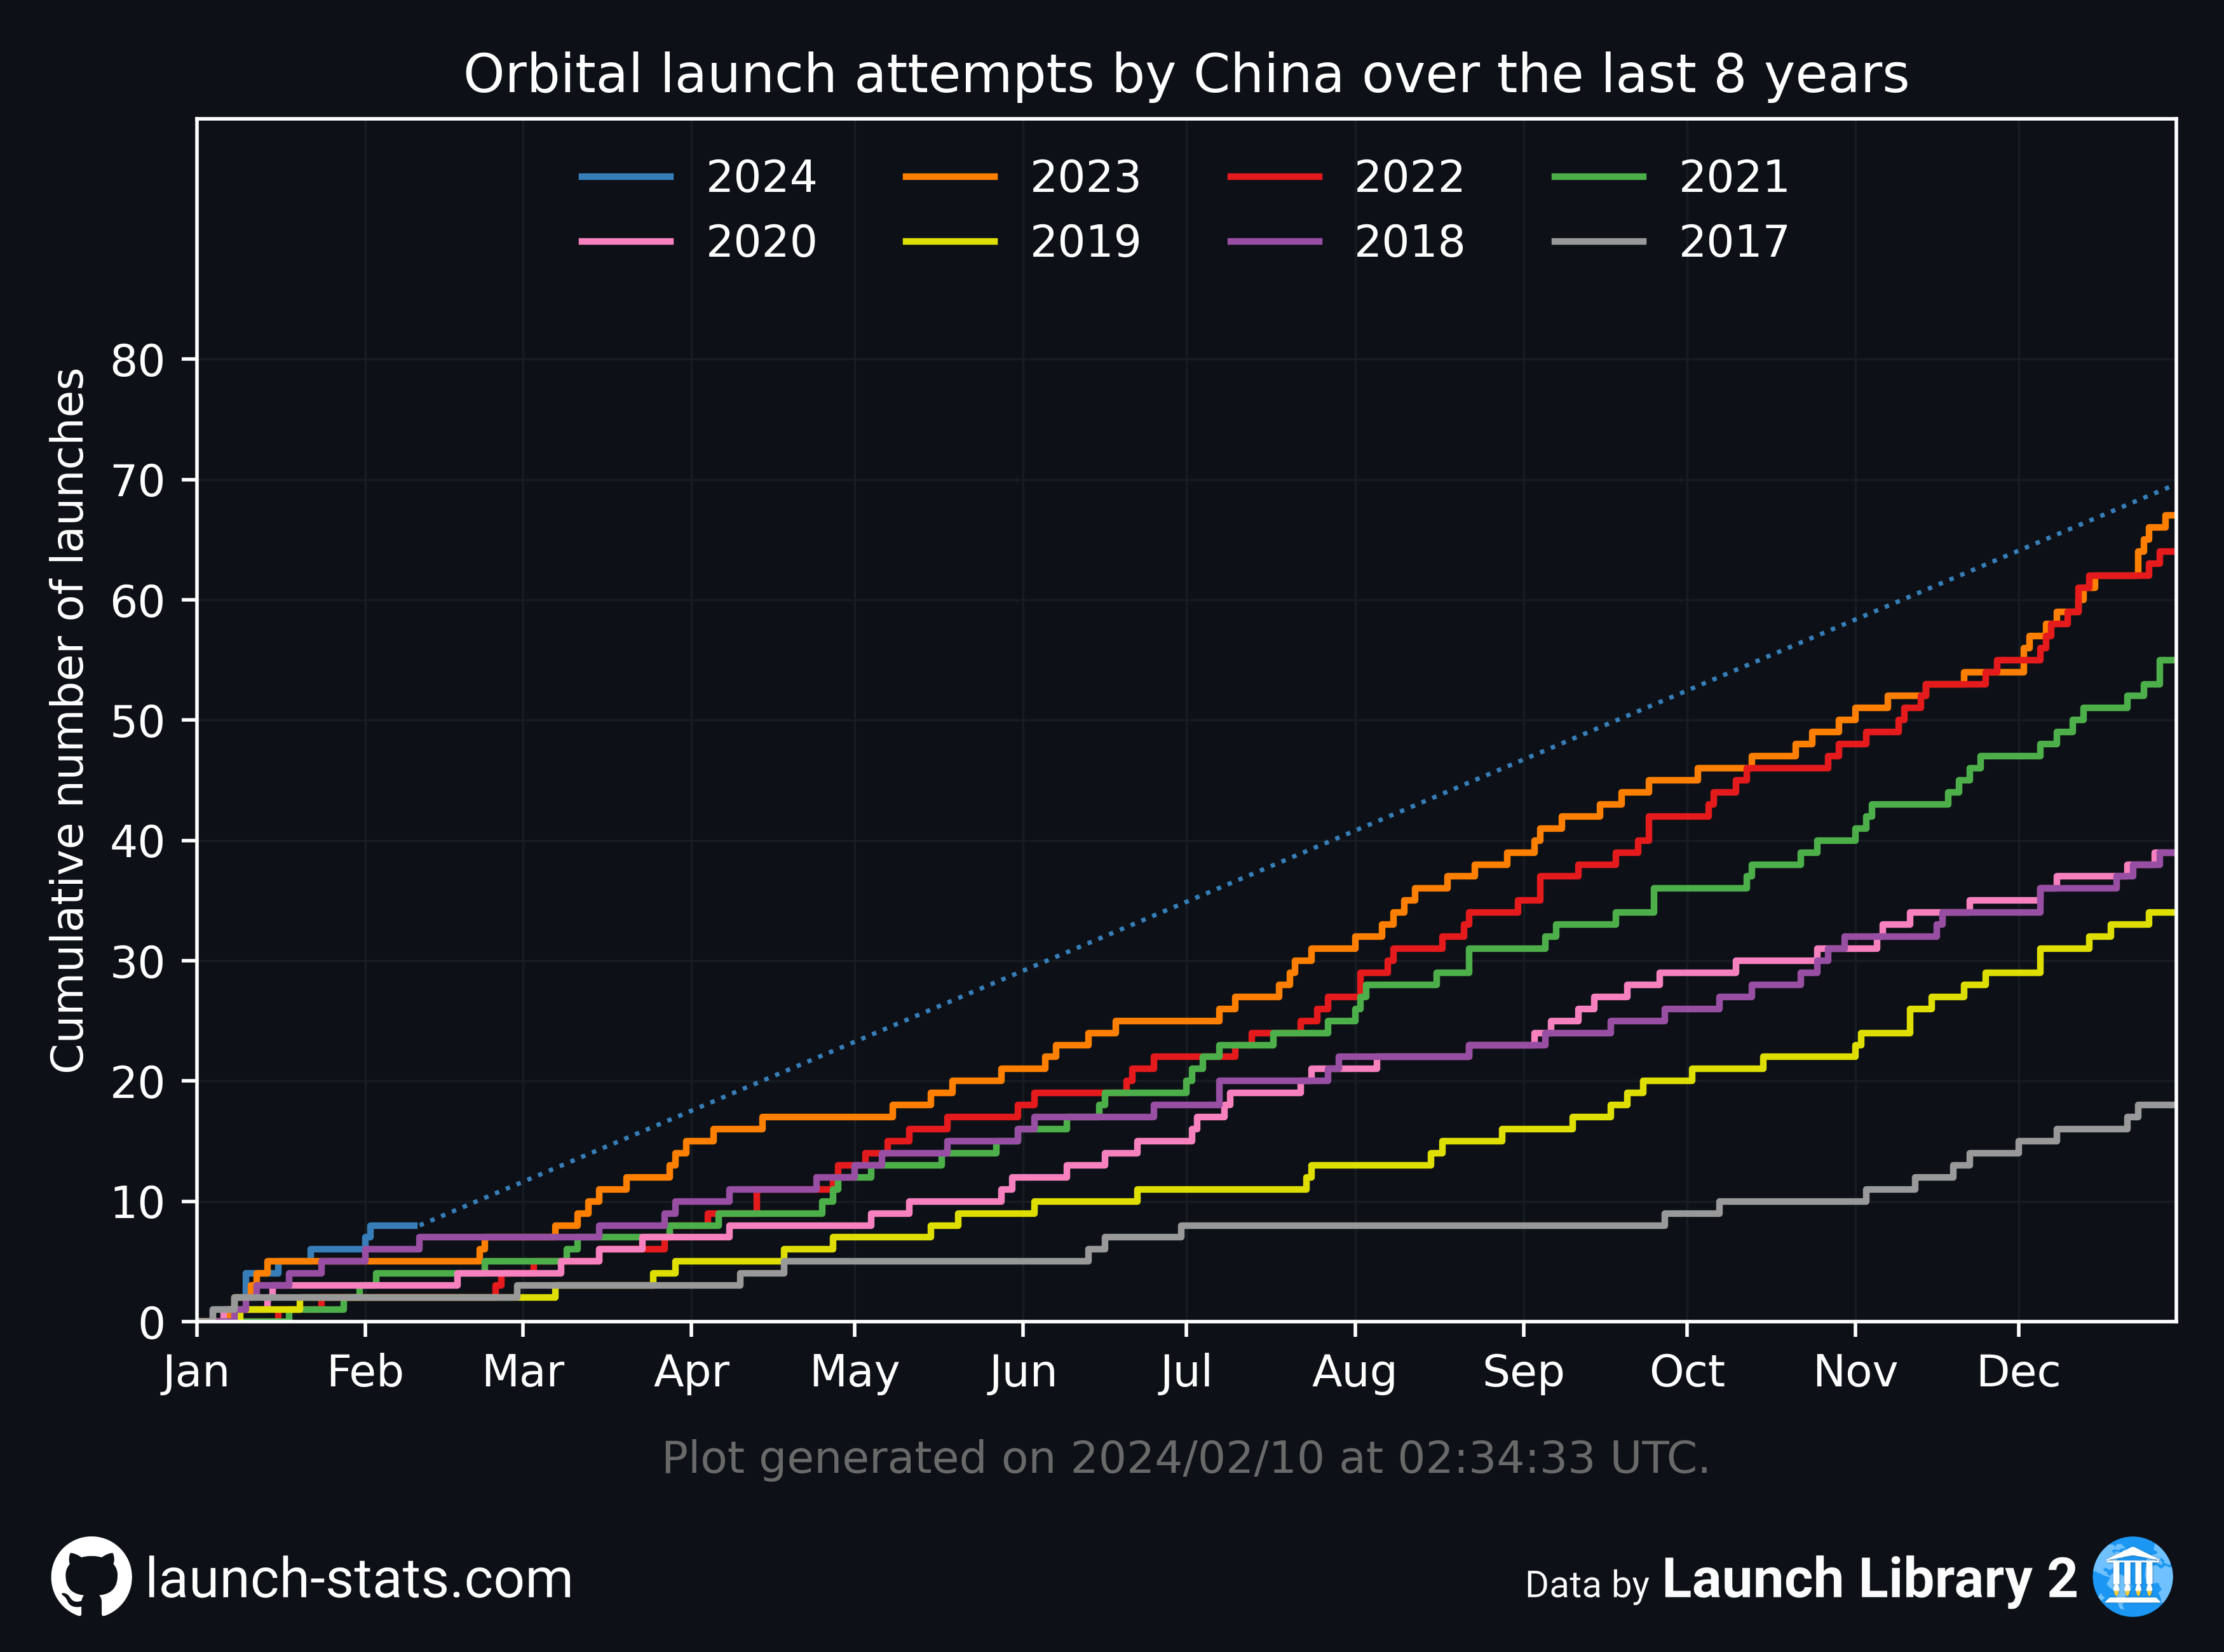 Orbital launch attempts by China over the last 8 years
2024 2023 2022 2021
2020 2019 2018 2017
Cumulative number of launches
80
70
60
50
40
30
20
10
0
Jan Feb Mar Apr May Jun Jul Aug Sep Oct Nov Dec
Plot generated on 2024/02/10 at 02:34:33 UTC.
launch-stats.com
Data by Launch Library 2